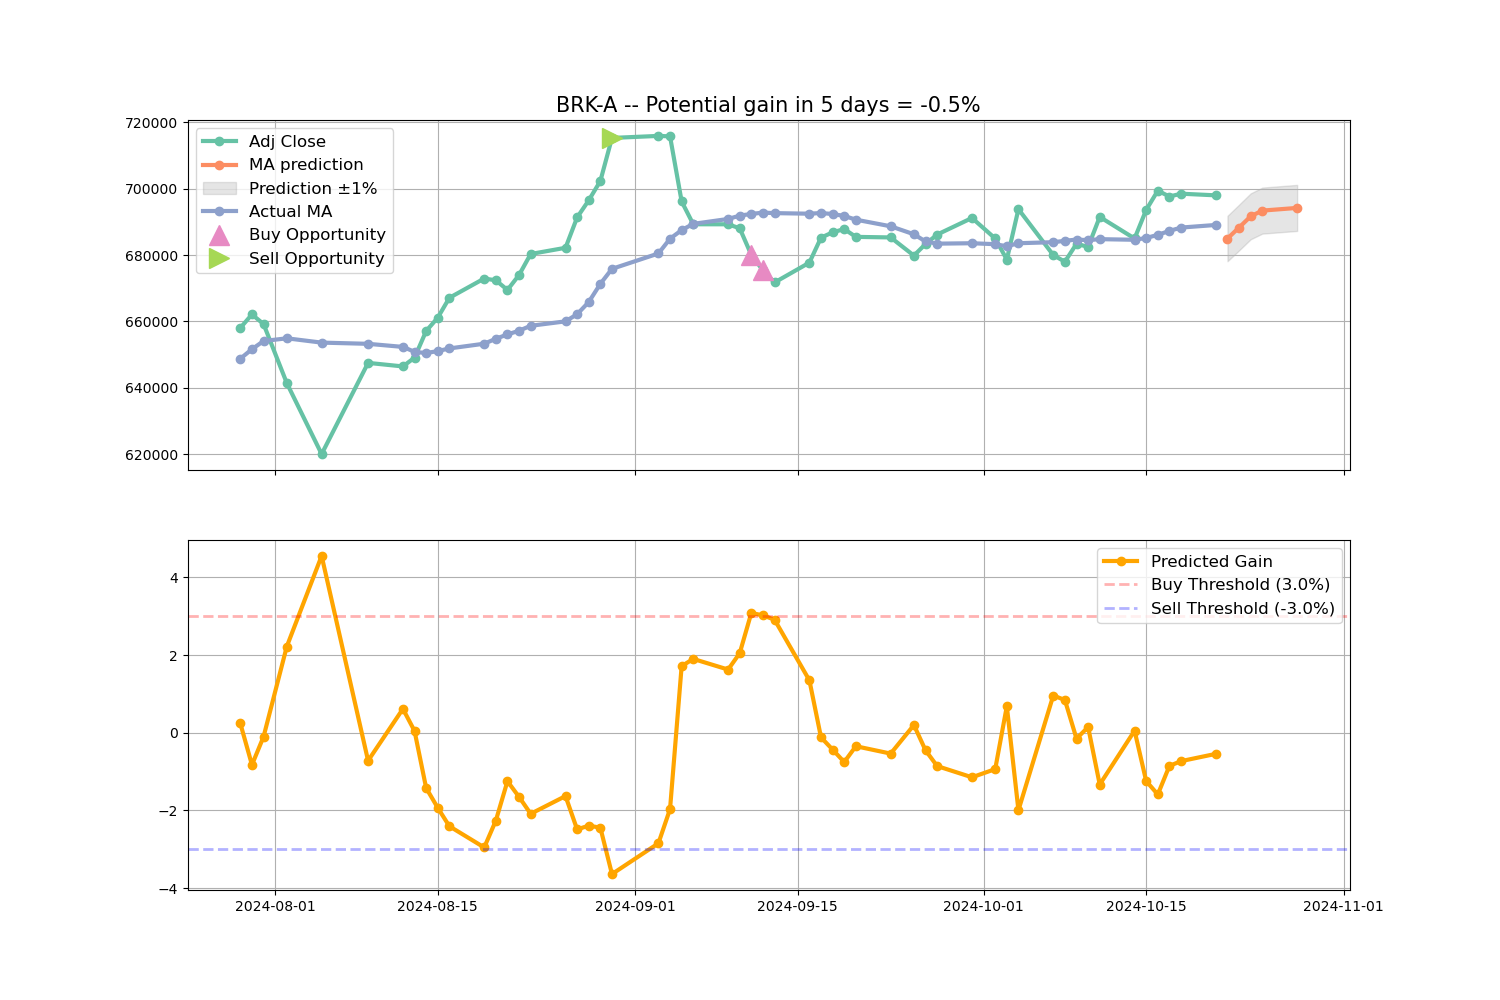 BRK-A -- Potential gain in 5 days = -0.5%
720000
700000
680000
660000
640000
620000
Adj Close
MA prediction
Prediction ±1%
Actual MA
Buy Opportunity
Sell Opportunity
4
2
0
−2
−4
Predicted Gain
Buy Threshold (3.0%)
Sell Threshold (-3.0%)
2024-08-01
2024-08-15
2024-09-01
2024-09-15
2024-10-01
2024-10-15
2024-11-01